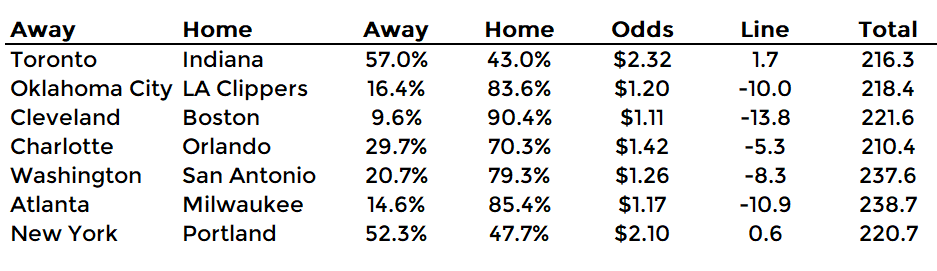 Away Home Away Home Odds Line Total
Toronto Indiana 57.0% 43.0% $2.32 1.7 216.3
Oklahoma City LA Clippers 16.4% 83.6% $1.20 -10.0 218.4
Cleveland Boston 9.6% 90.4% $1.11 -13.8 221.6
Charlotte Orlando 29.7% 70.3% $1.42 -5.3 210.4
Washington San Antonio 20.7% 79.3% $1.26 -8.3 237.6
Atlanta Milwaukee 14.6% 85.4% $1.17 -10.9 238.7
New York Portland 52.3% 47.7% $2.10 0.6 220.7